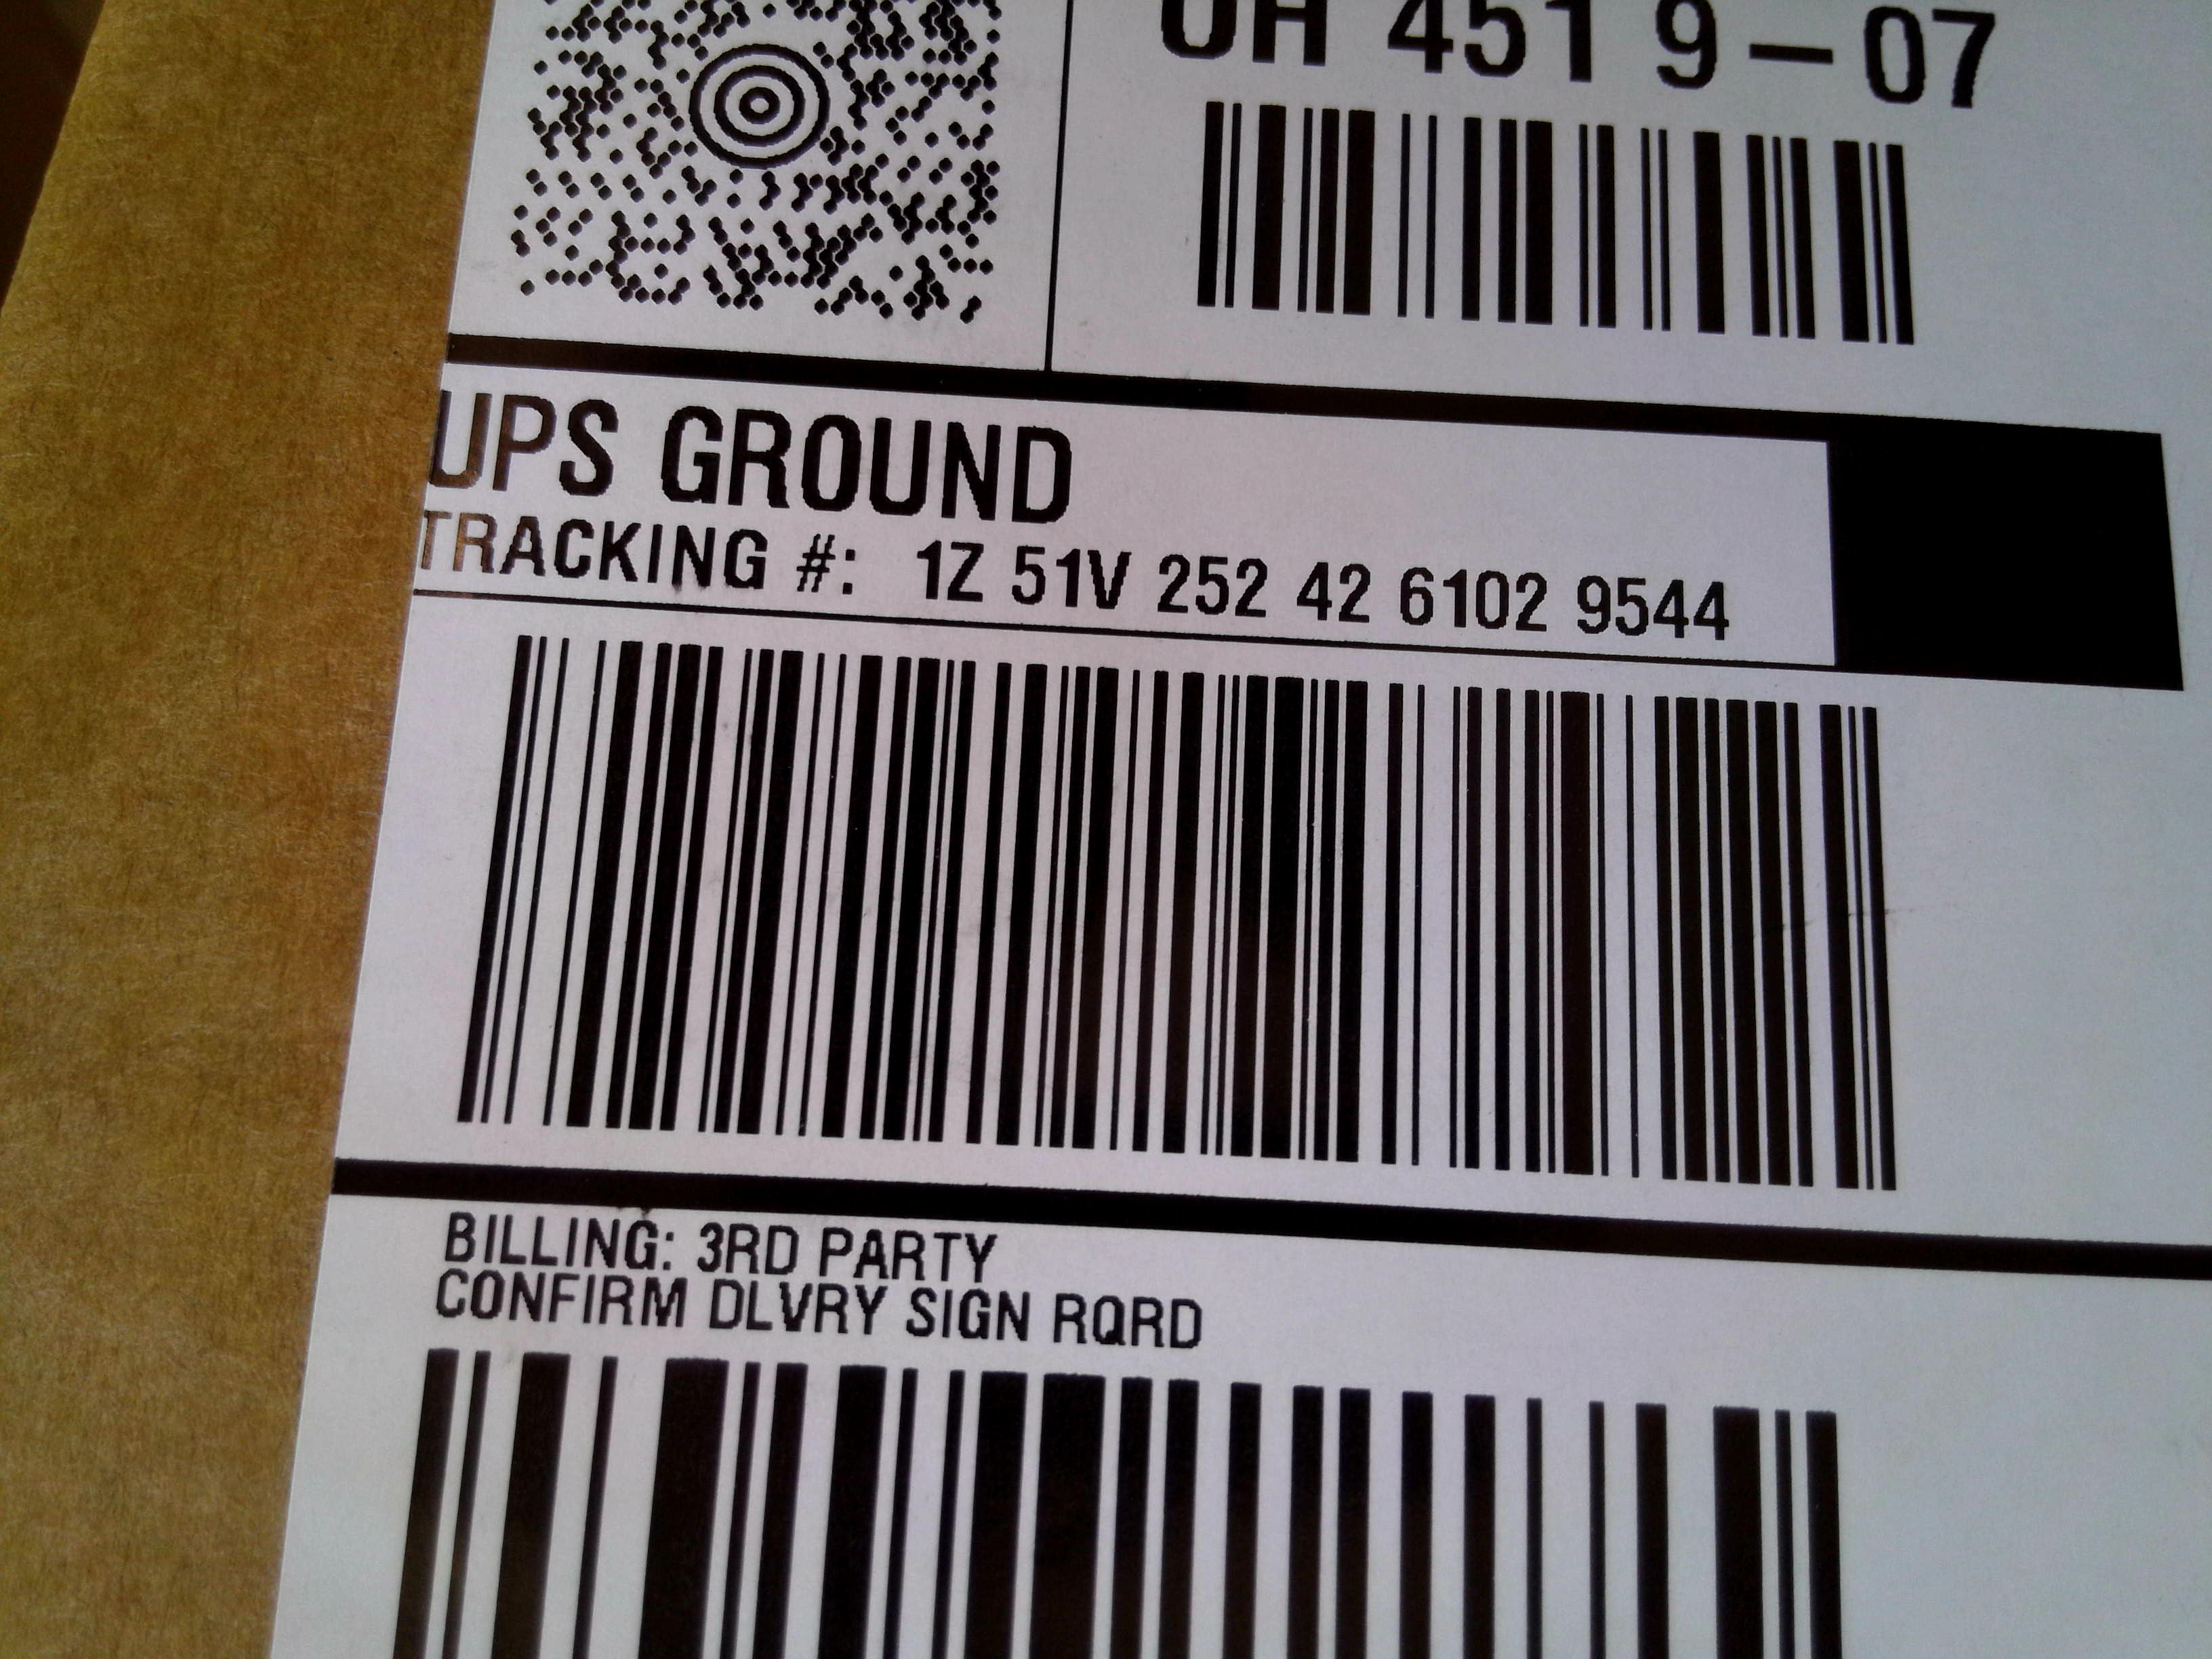 OH 451 9-07
UPS GROUND
TRACKING #: 1Z 51V 252 42 6102 9544
BILLING: 3RD PARTY
CONFIRM DLVRY SIGN RQRD